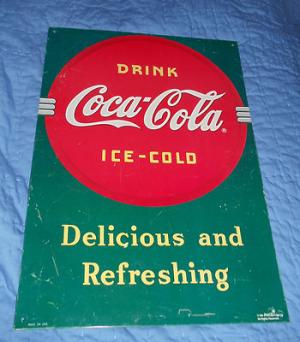 DRINK
Coca-Cola
®
ICE-COLD
Delicious and
Refreshing